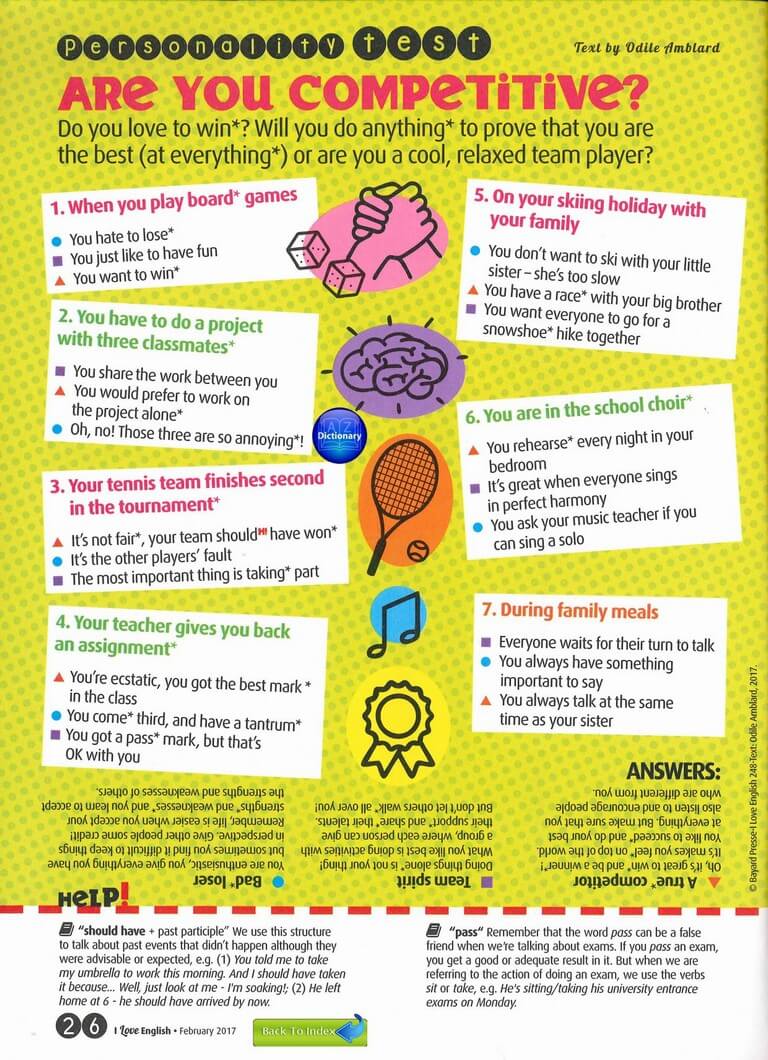 Personality test
Text by Odile Amblard
ARE YOU COMPETITIVE?
Do you love to win*? Will you do anything* to prove that you are
the best (at everything*) or are you a cool, relaxed team player?
1. When you play board* games
You hate to lose*
You just like to have fun
You want to win*
2. You have to do a project
with three classmates*
You share the work between you
You would prefer to work on
the project alone*
Oh, no! Those three are so annoying*!
AZ
Dictionary
3. Your tennis team finishes second
in the tournament*
It's not fair*, your team should H! have won*
It's the other players' fault
The most important thing is taking* part
4. Your teacher gives you back
an assignment*
You're ecstatic, you got the best mark *
in the class
You come* third, and have a tantrum*
You got a pass* mark, but that's
OK with you
5. On your skiing holiday with
your family
You don't want to ski with your little
sister – she's too slow
You have a race* with your big brother
You want everyone to go for a
snowshoe* hike together
6. You are in the school choir*
You rehearse* every night in your
bedroom
It's great when everyone sings
in perfect harmony
You ask your music teacher if you
can sing a solo
7. During family meals
Everyone waits for their turn to talk
You always have something
important to say
You always talk at the same
time as your sister
ANSWERS:
A true* competitor
Oh, it's great to win*, and be a winner*!
It's makes you feel* on top of the world.
You like to succeed* and do your best
at everything. But make sure that you
also listen to and encourage people
who are different from you.
Team spirit
Doing things alone* is not your thing!
What you like best is doing activities with
a group, where each person can give
their support* and share* their talents.
But don't let others walk* all over you!
Bad* loser
You are enthusiastic, you give everything you have
but sometimes you find it difficult to keep things
in perspective. Give other people some credit!
Remember, life is easier when you accept your
strengths* and weaknesses* and you learn to accept
the strengths and weaknesses of others.
© Bayard Presse-I Love English 248-Text: Odile Amblard, 2017.
HELP!
"should have + past participle" We use this structure
to talk about past events that didn't happen although they
were advisable or expected, e.g. (1) You told me to take
my umbrella to work this morning. And I should have taken
it because... Well, just look at me - I'm soaking!; (2) He left
home at 6 - he should have arrived by now.
"pass" Remember that the word pass can be a false
friend when we're talking about exams. If you pass an exam,
you get a good or adequate result in it. But when we are
referring to the action of doing an exam, we use the verbs
sit or take, e.g. He's sitting/taking his university entrance
exams on Monday.
26 I Love English • February 2017
Back To Index